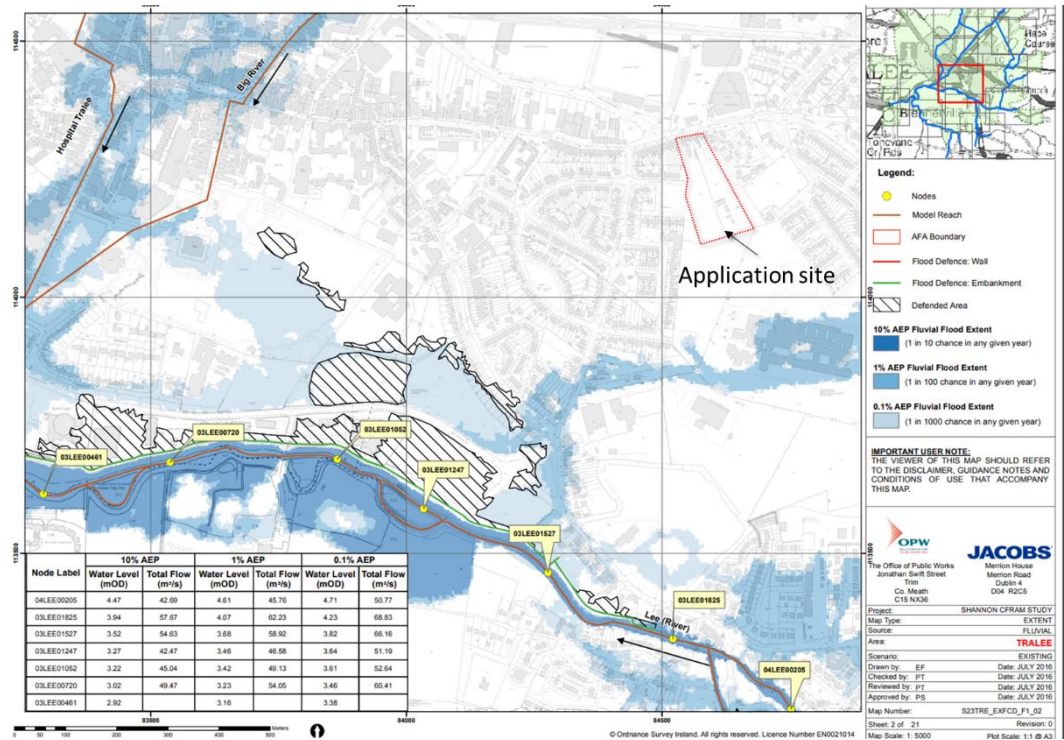 114500
114000
113500
83500
84000
84500
Hospital Tralee
Big River
Application site
03LEE00461
03LEE00720
03LEE01052
03LEE01247
03LEE01527
03LEE01825
04LEE00205
Lee (River)
Node Label 10% AEP 1% AEP 0.1% AEP
Water Level (mOD) Total Flow (m³/s) Water Level (mOD) Total Flow (m³/s) Water Level (mOD) Total Flow (m³/s)
04LEE00205 4.47 42.69 4.61 45.76 4.71 50.77
03LEE01825 3.94 57.67 4.07 62.23 4.23 68.83
03LEE01527 3.52 54.63 3.68 58.92 3.82 66.16
03LEE01247 3.27 42.47 3.46 46.58 3.64 51.19
03LEE01052 3.22 45.04 3.42 49.13 3.61 52.64
03LEE00720 3.02 49.47 3.23 54.05 3.46 60.41
03LEE00461 2.92 3.16 3.38
0 50 100 200 300 400 500 Meters
© Ordnance Survey Ireland. All rights reserved. Licence Number EN0021014
Race
Course
Legend:
Nodes
Model Reach
AFA Boundary
Flood Defence: Wall
Flood Defence: Embankment
Defended Area
10% AEP Fluvial Flood Extent
(1 in 10 chance in any given year)
1% AEP Fluvial Flood Extent
(1 in 100 chance in any given year)
0.1% AEP Fluvial Flood Extent
(1 in 1000 chance in any given year)
IMPORTANT USER NOTE:
THE VIEWER OF THIS MAP SHOULD REFER
TO THE DISCLAIMER, GUIDANCE NOTES AND
CONDITIONS OF USE THAT ACCOMPANY
THIS MAP.
OPW
The Office of Public Works
Jonathan Swift Street
Trim
Co. Meath
C15 NX36
JACOBS
Merrion House
Merrion Road
Dublin 4
D04 R2C5
Project: SHANNON CFRAM STUDY
Map Type: EXTENT
Source: FLUVIAL
Area: TRALEE
Scenario: EXISTING
Drawn by: EF Date: JULY 2016
Checked by: PT Date: JULY 2016
Reviewed by: PT Date: JULY 2016
Approved by: PS Date: JULY 2016
Map Number: S23TRE_EXFCD_F1_02
Sheet: 2 of 21 Revision: 0
Map Scale: 1: 5000 Plot Scale: 1:1 @ A3